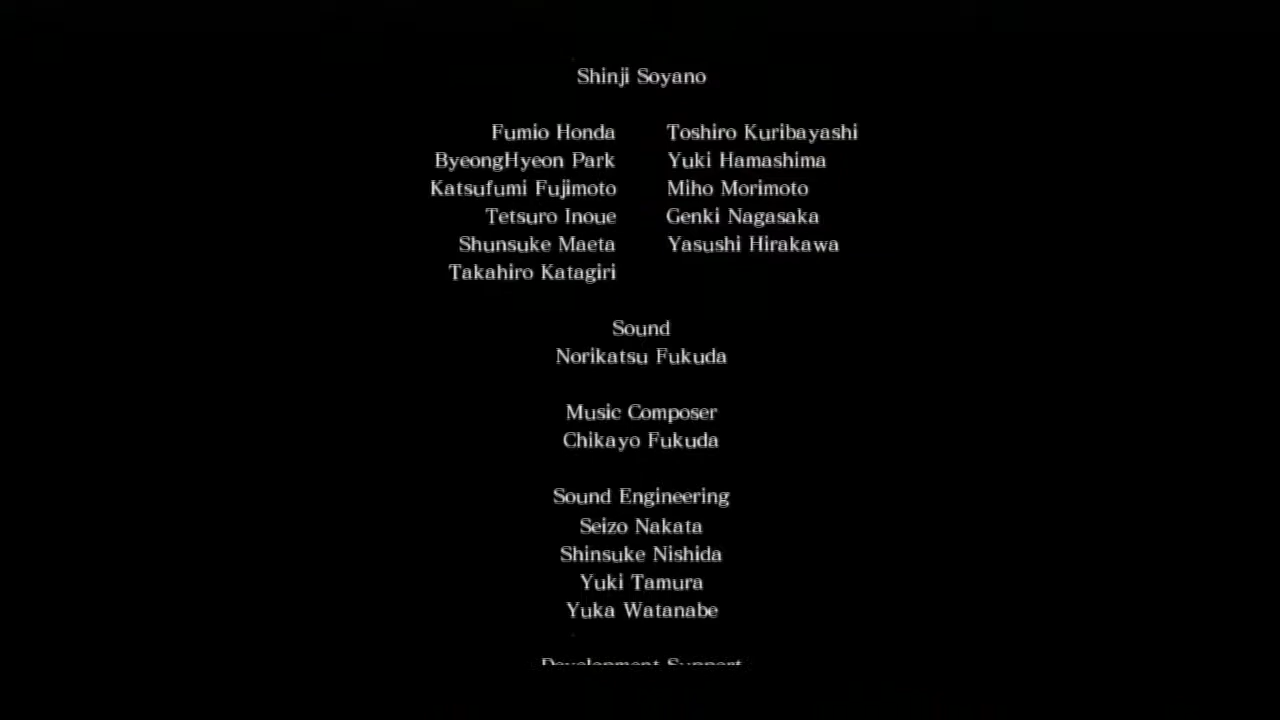 Shinji Soyano
Fumio Honda Toshiro Kuribayashi
ByeongHyeon Park Yuki Hamashima
Katsufumi Fujimoto Miho Morimoto
Tetsuro Inoue Genki Nagasaka
Shunsuke Maeta Yasushi Hirakawa
Takahiro Katagiri
Sound
Norikatsu Fukuda
Music Composer
Chikayo Fukuda
Sound Engineering
Seizo Nakata
Shinsuke Nishida
Yuki Tamura
Yuka Watanabe
Development Support